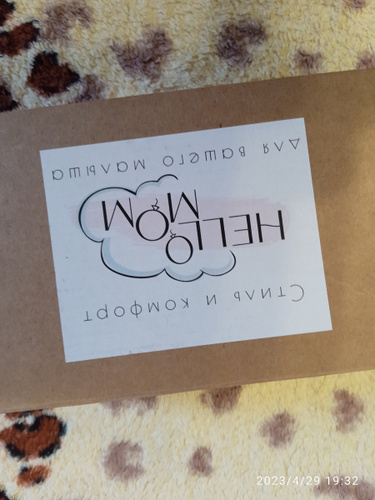 Стиль и комфорт
HELLO
MOM
Для вашего малыша
2023/4/29 19:32